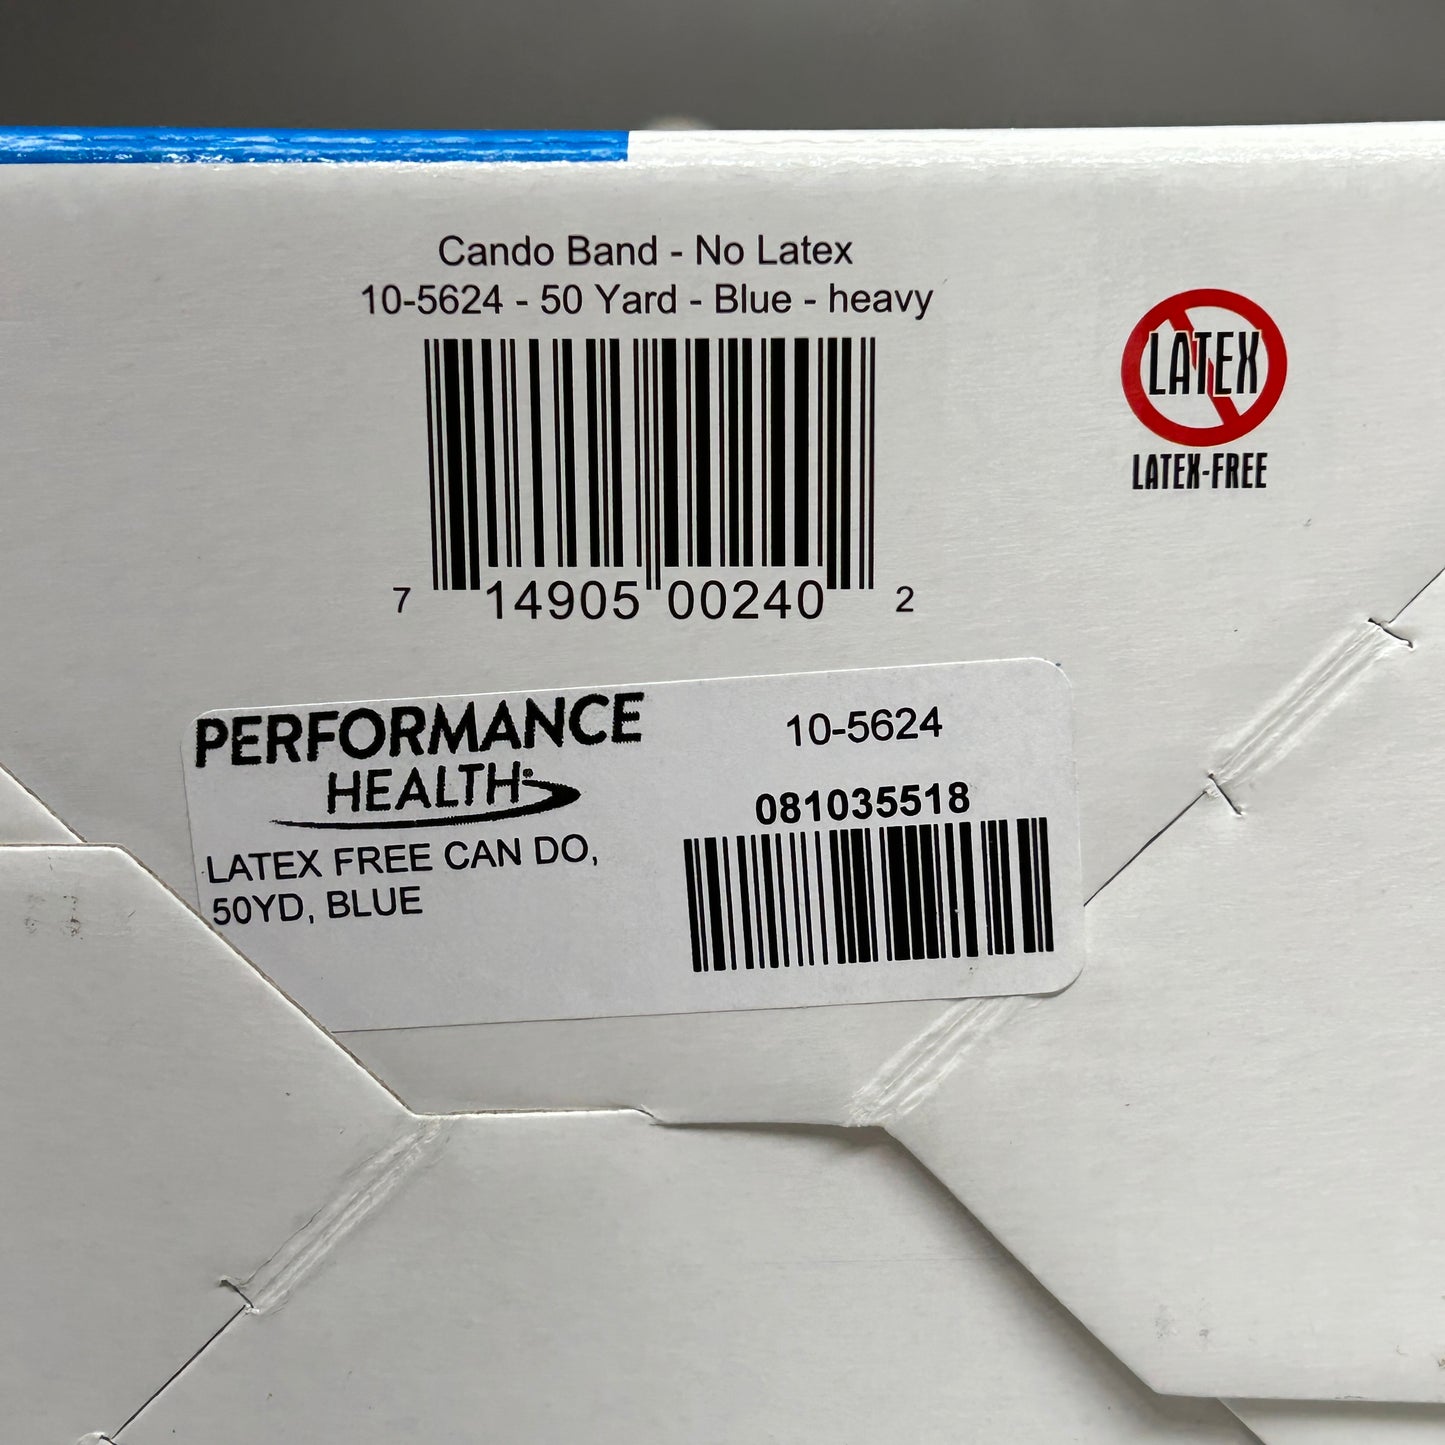 Cando Band - No Latex
10-5624 - 50 Yard - Blue - heavy
7 14905 00240 2
LATEX
LATEX-FREE
PERFORMANCE
HEALTH®
LATEX FREE CAN DO,
50YD, BLUE
10-5624
081035518